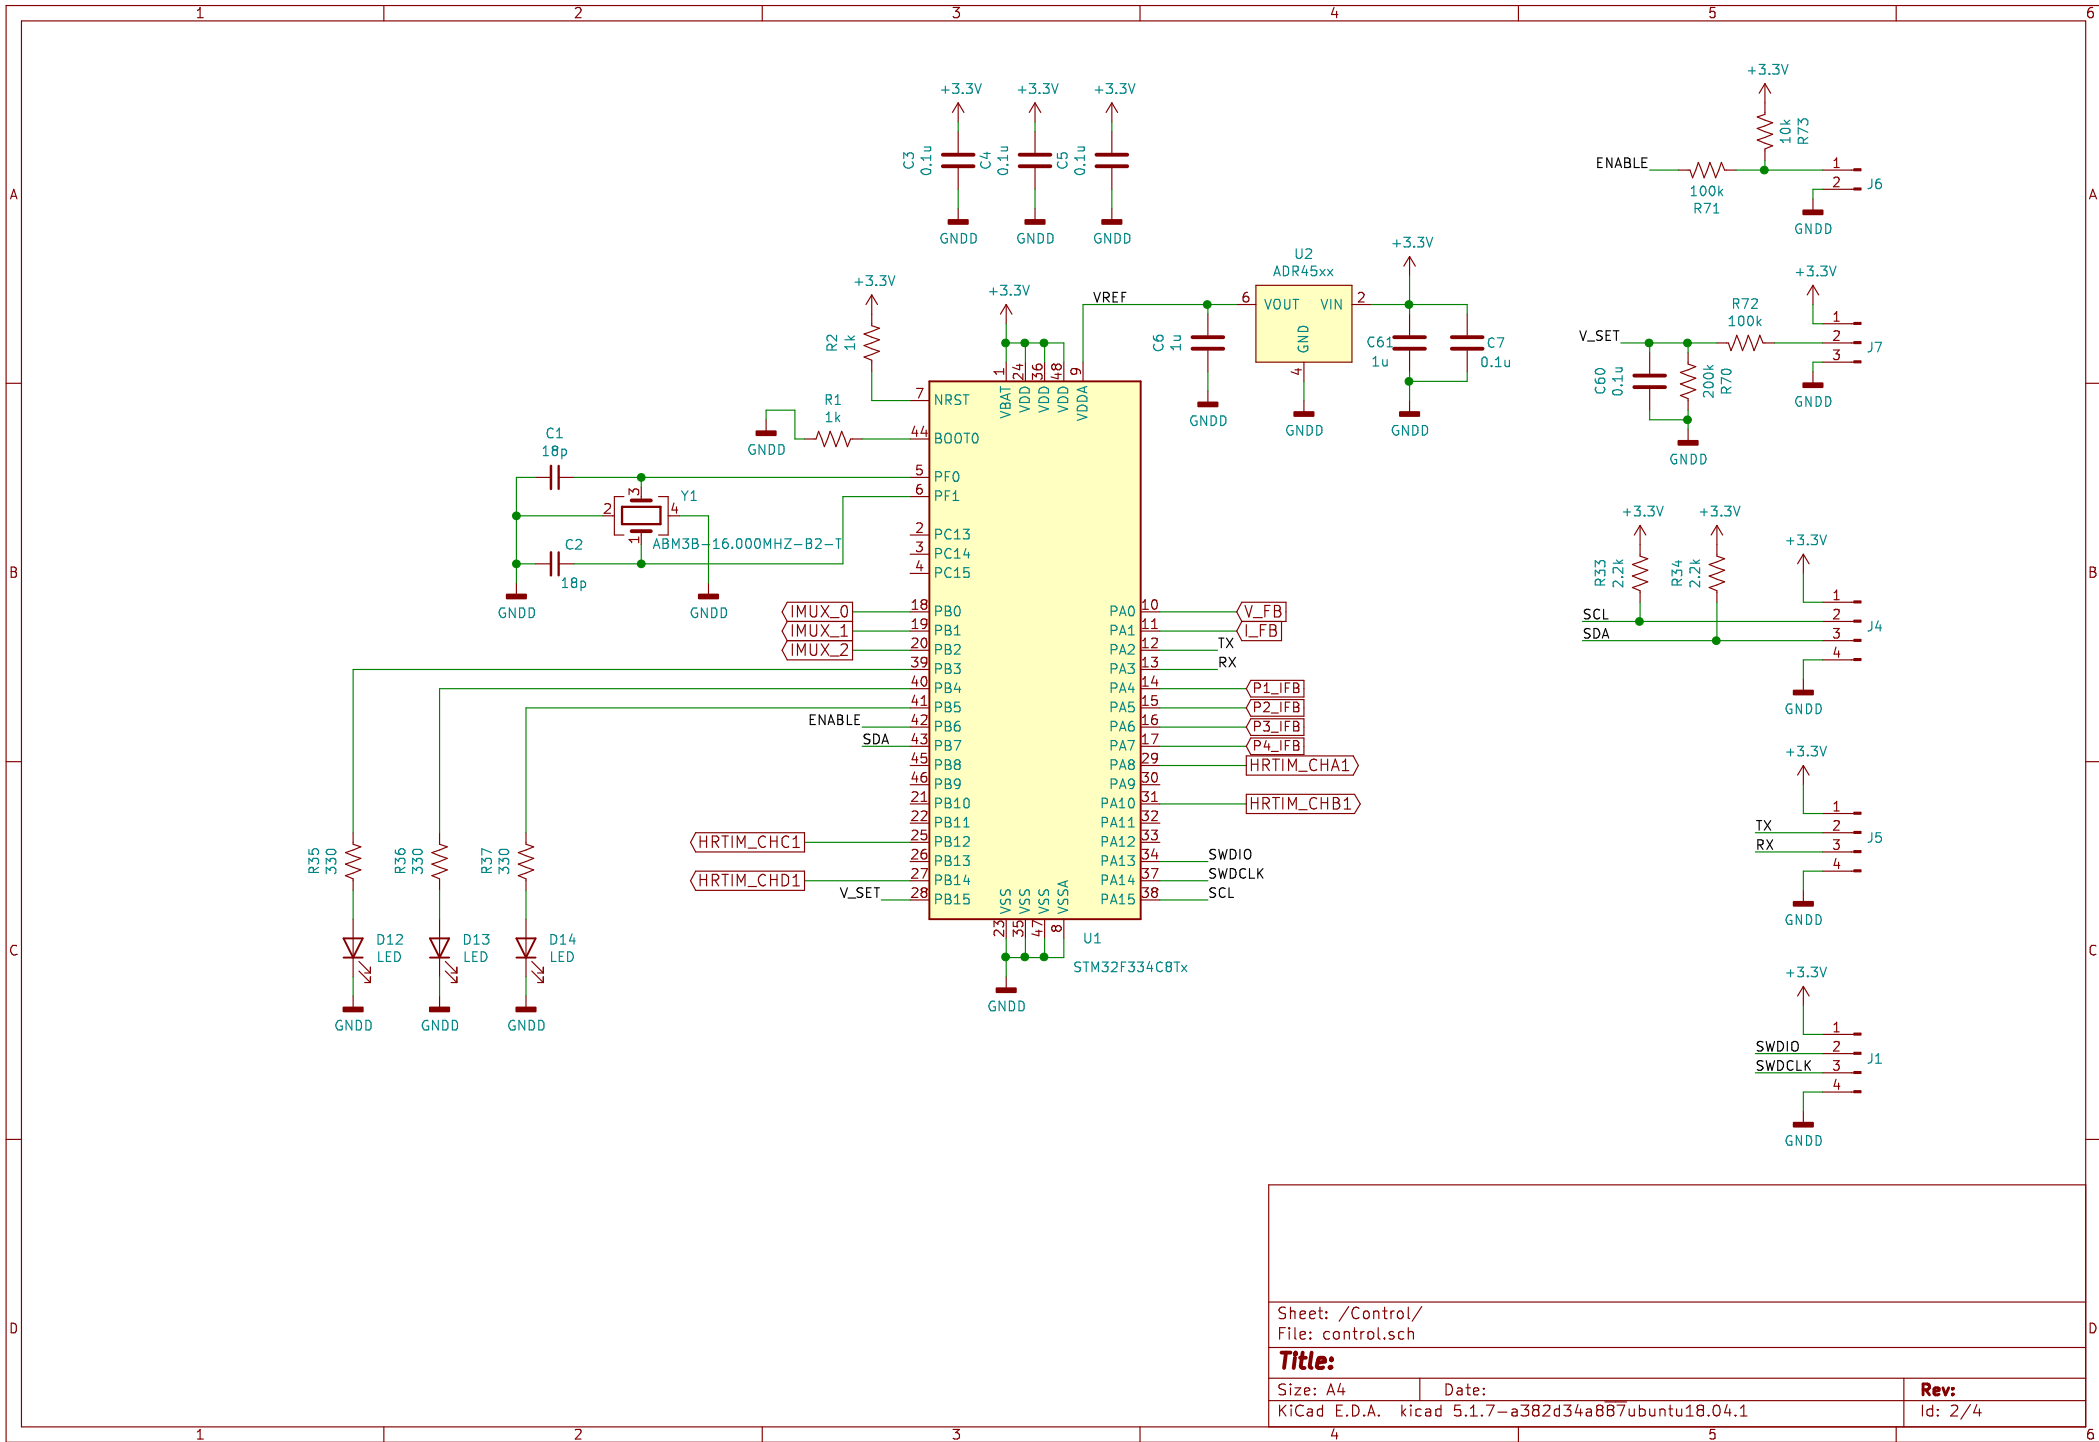 1 2 3 4 5 6
A
B
C
D
A
B
C
D
1 2 3 4 5 6
+3.3V
C3
0.1u
GNDD
+3.3V
C4
0.1u
GNDD
+3.3V
C5
0.1u
GNDD
+3.3V
10k
R73
ENABLE
100k
R71
1
2
J6
GNDD
+3.3V
R2
1k
+3.3V
VREF
C6
1u
GNDD
U2
ADR45xx
6 VOUT VIN 2
GND
4
GNDD
+3.3V
C61
1u
C7
0.1u
GNDD
+3.3V
R72
100k
V_SET
C60
0.1u
200k
R70
GNDD
1
2
3
J7
GNDD
R1
1k
GNDD
C1
18p
C2
18p
3
2
4
1
Y1
ABM3B-16.000MHZ-B2-T
GNDD
GNDD
1 VBAT
24 VDD
36 VDD
48 VDD
9 VDDA
7 NRST
44 BOOT0
5 PF0
6 PF1
2 PC13
3 PC14
4 PC15
IMUX_0 18 PB0
IMUX_1 19 PB1
IMUX_2 20 PB2
39 PB3
40 PB4
41 PB5
ENABLE 42 PB6
SDA 43 PB7
45 PB8
46 PB9
21 PB10
22 PB11
HRTIM_CHC1 25 PB12
26 PB13
HRTIM_CHD1 27 PB14
V_SET 28 PB15
PA0 10 V_FB
PA1 11 I_FB
PA2 12 TX
PA3 13 RX
PA4 14 P1_IFB
PA5 15 P2_IFB
PA6 16 P3_IFB
PA7 17 P4_IFB
PA8 29 HRTIM_CHA1
PA9 30
PA10 31 HRTIM_CHB1
PA11 32
PA12 33
PA13 34 SWDIO
PA14 37 SWDCLK
PA15 38 SCL
VSS 23
VSS 35
VSS 47
VSSA 8
U1
STM32F334C8Tx
GNDD
R35
330
D12
LED
GNDD
R36
330
D13
LED
GNDD
R37
330
D14
LED
GNDD
+3.3V
R33
2.2k
+3.3V
R34
2.2k
+3.3V
SCL
SDA
1
2
3
4
J4
GNDD
+3.3V
TX
RX
1
2
3
4
J5
GNDD
+3.3V
SWDIO
SWDCLK
1
2
3
4
J1
GNDD
Sheet: /Control/
File: control.sch
Title:
Size: A4 Date: Rev:
KiCad E.D.A. kicad 5.1.7-a382d34a8B7ubuntu18.04.1 Id: 2/4